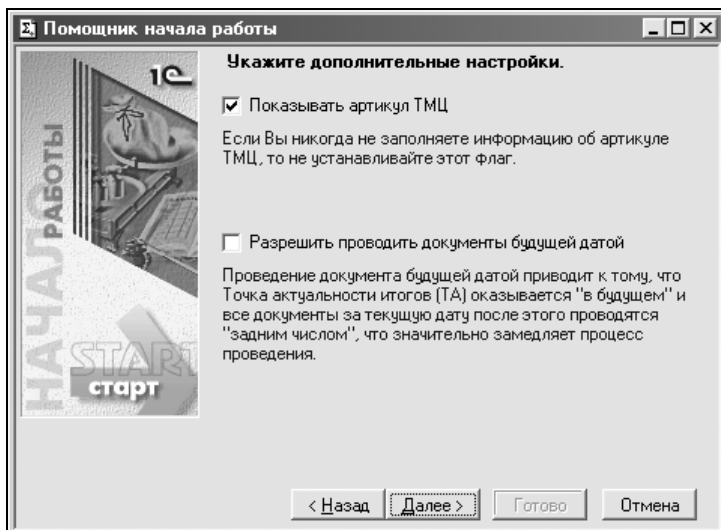 Помощник начала работы
1С
НАЧАЛО
РАБОТЫ
START
старт
Укажите дополнительные настройки.
Показывать артикул ТМЦ
Если Вы никогда не заполняете информацию об артикуле
ТМЦ, то не устанавливайте этот флаг.
Разрешить проводить документы будущей датой
Проведение документа будущей датой приводит к тому, что
Точка актуальности итогов (ТА) оказывается "в будущем" и
все документы за текущую дату после этого проводятся
"задним числом", что значительно замедляет процесс
проведения.
< Назад Далее > Готово Отмена